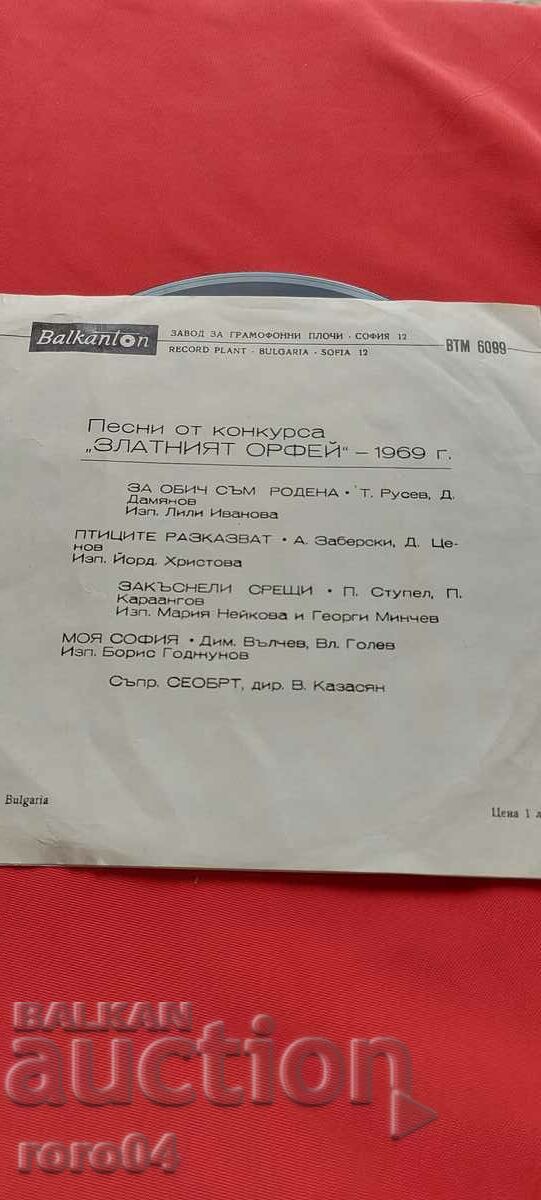 Balkanton
ЗАВОД ЗА ГРАМОФОННИ ПЛОЧИ · СОФИЯ 12
RECORD PLANT · BULGARIA · SOFIA 12
ВТМ 6099
Песни от конкурса
„ЗЛАТНИЯТ ОРФЕЙ“ – 1969 г.
ЗА ОБИЧ СЪМ РОДЕНА · Т. Русев, Д.
Дамянов
Изп. Лили Иванова
ПТИЦИТЕ РАЗКАЗВАТ · А. Заберски, Д. Це-
нов
Изп. Йорд. Христова
ЗАКЪСНЕЛИ СРЕЩИ · П. Ступел, П.
Караангов
Изп. Мария Нейкова и Георги Минчев
МОЯ СОФИЯ · Дим. Вълчев, Вл. Голев
Изп. Борис Годжунов
Съпр. СЕОБРТ, дир. В. Казасян
Bulgaria
Цена 1 л
BALKAN
auction
roro04